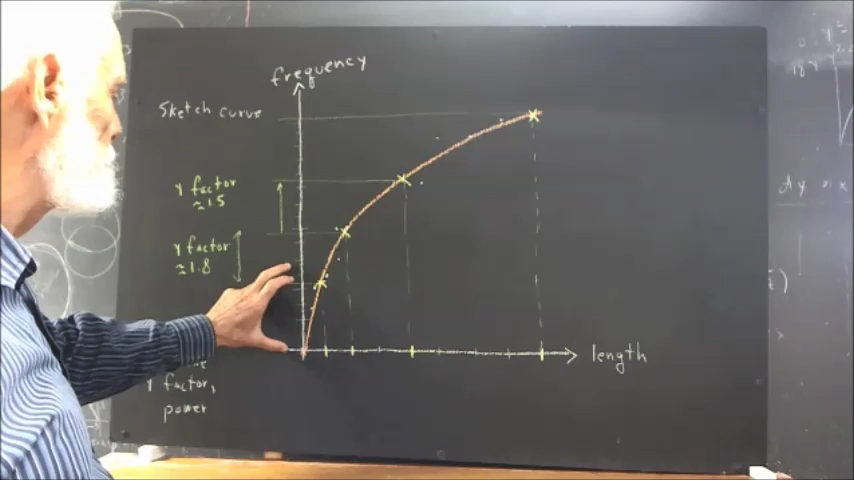 frequency
Sketch curve
Y factor
≈1.5
Y factor
≈1.8
length
factor,
power